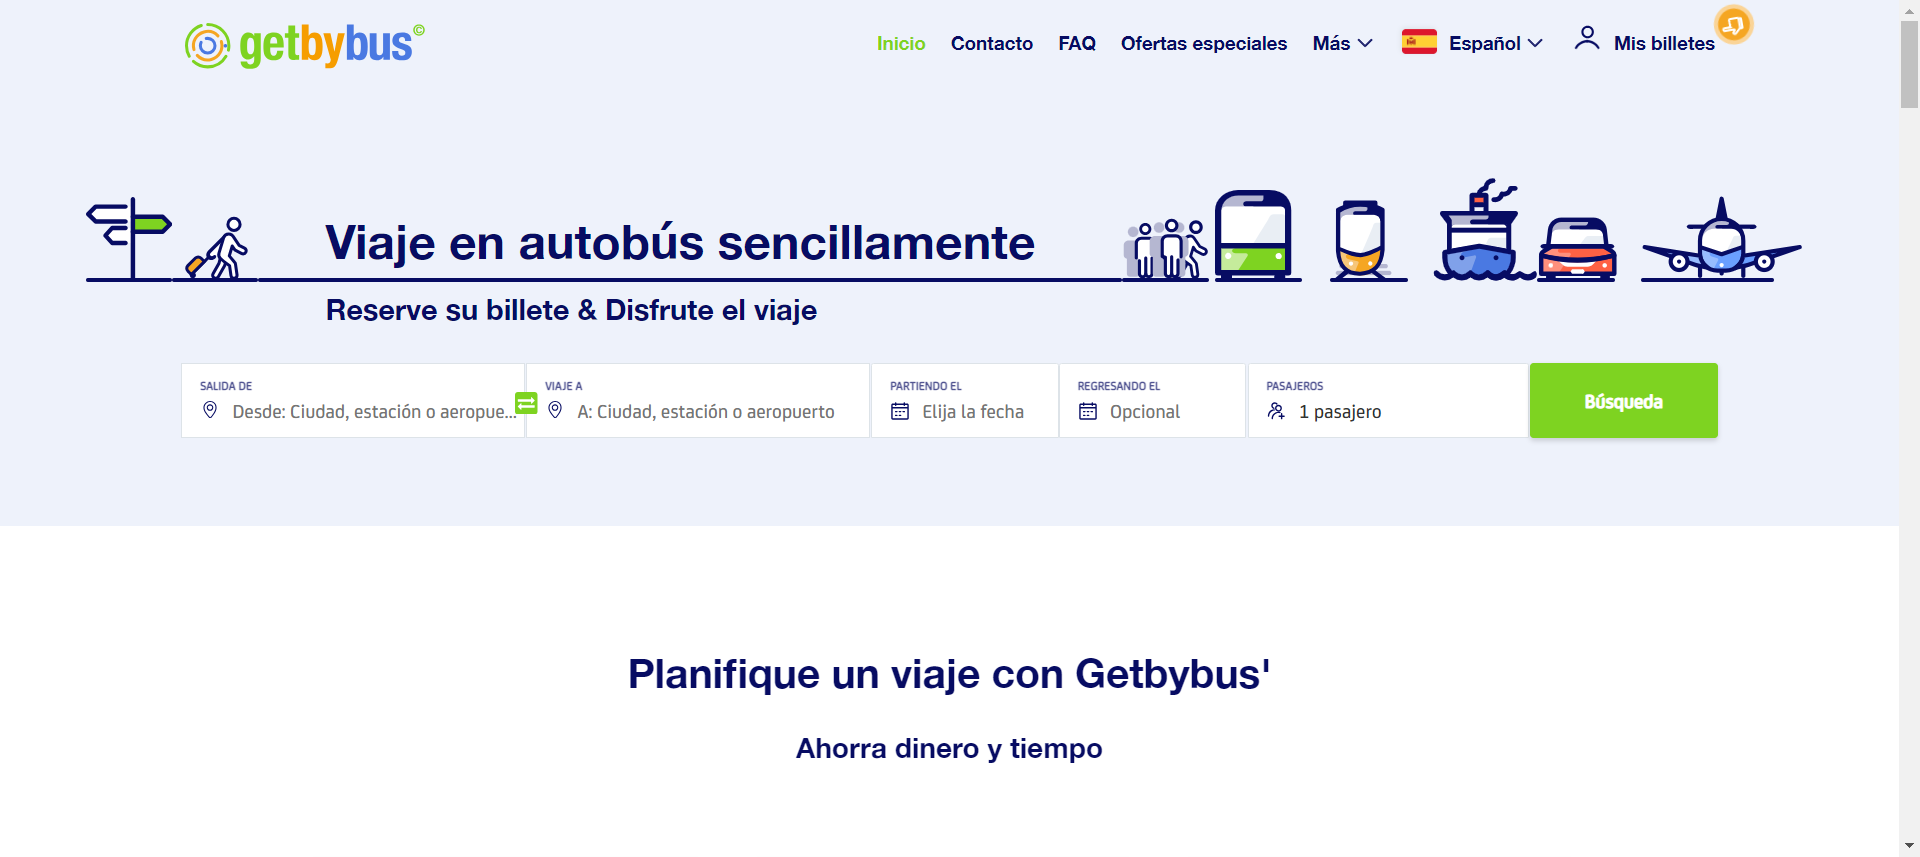 getbybus©
Inicio Contacto FAQ Ofertas especiales Más Español Mis billetes
Viaje en autobús sencillamente
Reserve su billete & Disfrute el viaje
SALIDA DE VIAJE A PARTIENDO EL REGRESANDO EL PASAJEROS
Desde: Ciudad, estación o aeropue... A: Ciudad, estación o aeropuerto Elija la fecha Opcional 1 pasajero Búsqueda
Planifique un viaje con Getbybus'
Ahorra dinero y tiempo